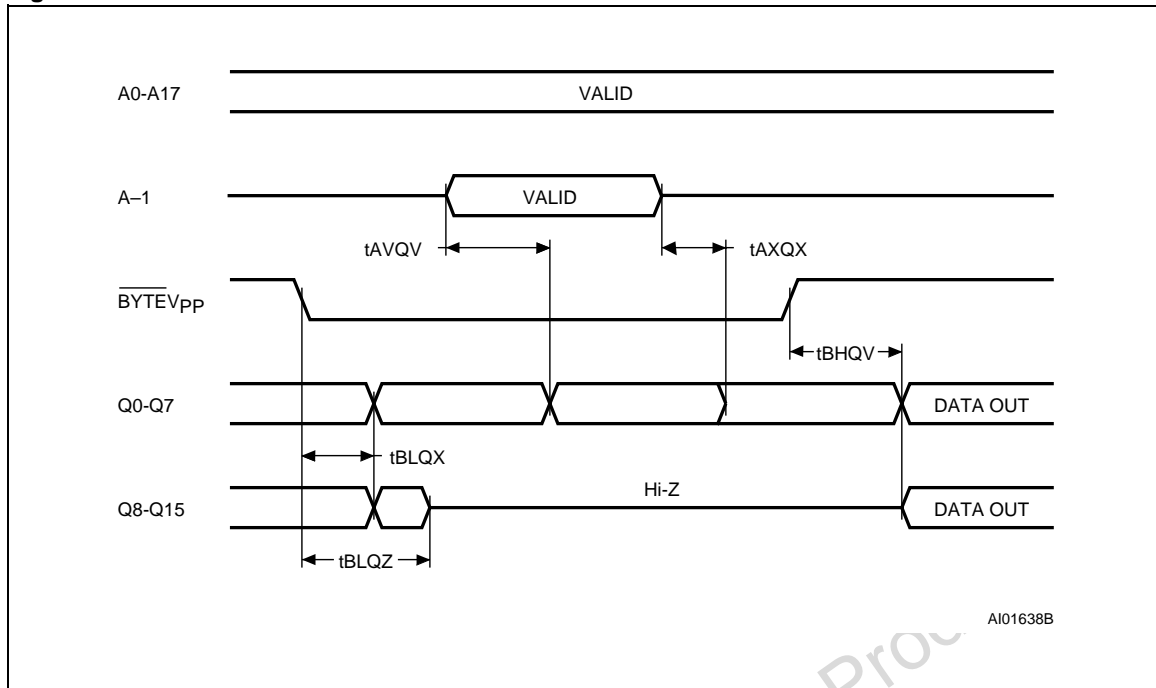 A0-A17
VALID
A–1
VALID
tAVQV
tAXQX
BYTEVPP
tBHQV
Q0-Q7
DATA OUT
tBLQX
Q8-Q15
Hi-Z
DATA OUT
tBLQZ
AI01638B